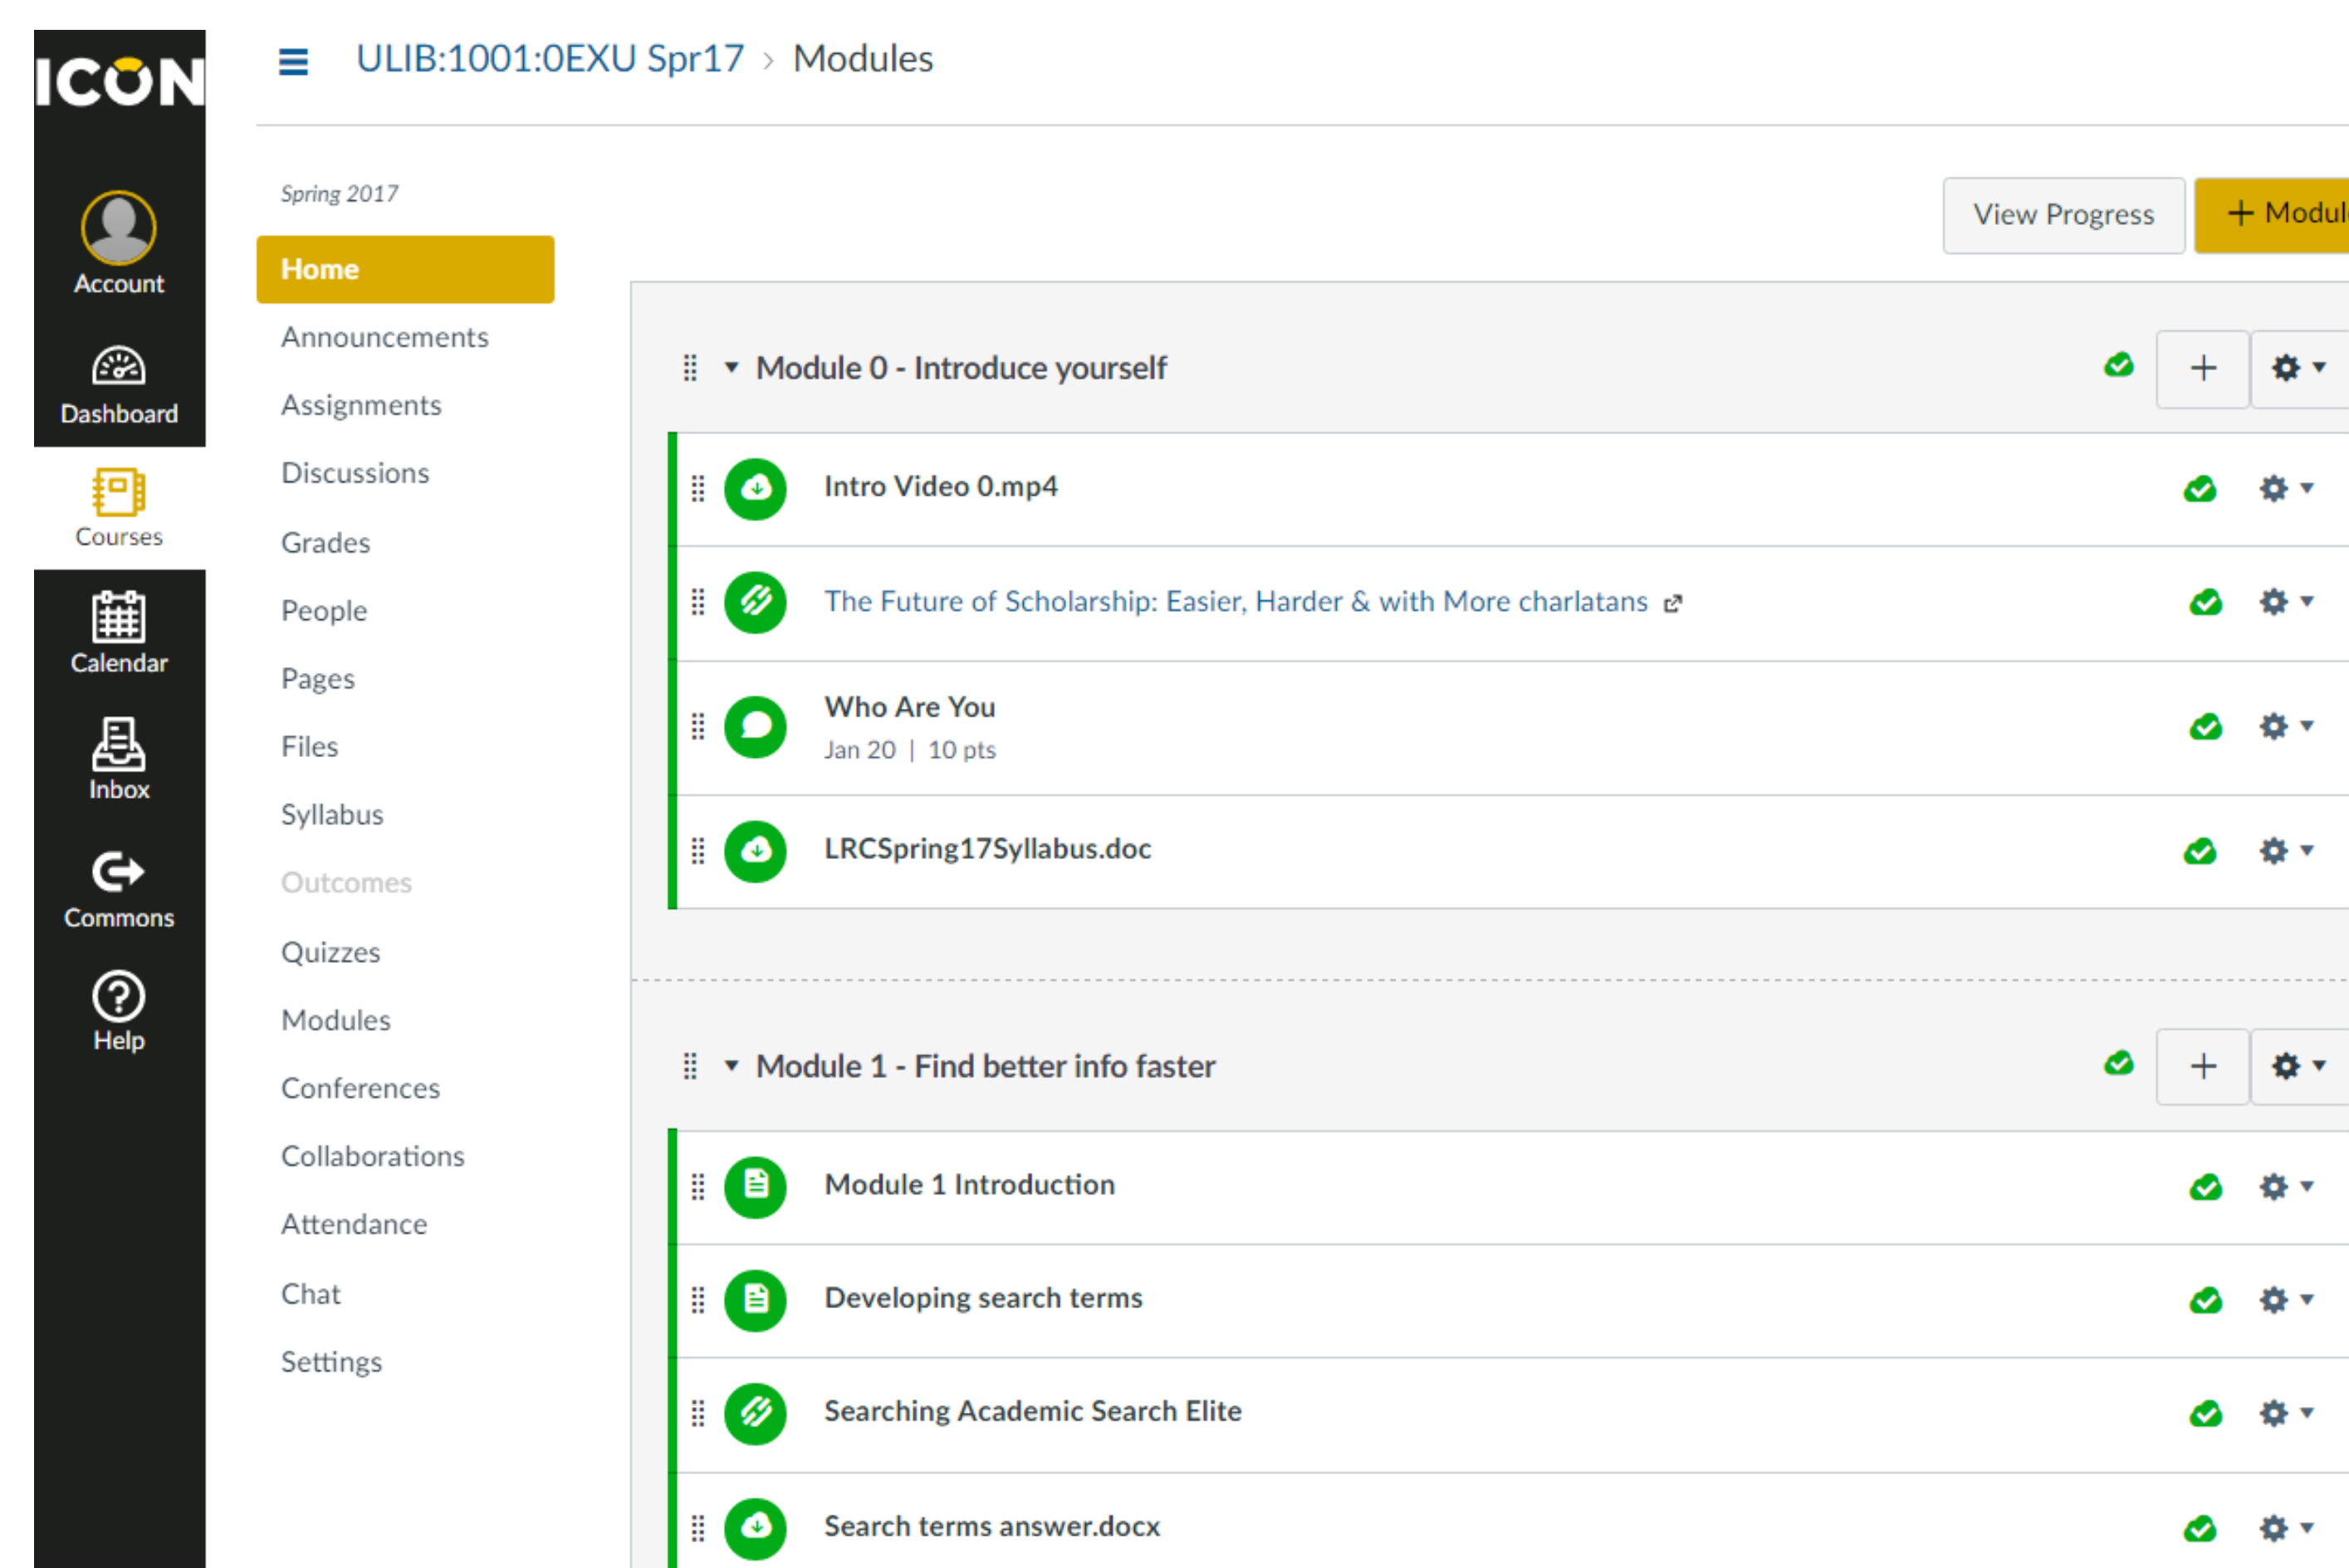 ICON
Account
Dashboard
Courses
Calendar
Inbox
Commons
Help
ULIB:1001:0EXU Spr17 > Modules
Spring 2017
Home
Announcements
Assignments
Discussions
Grades
People
Pages
Files
Syllabus
Outcomes
Quizzes
Modules
Conferences
Collaborations
Attendance
Chat
Settings
View Progress
+ Modul
Module 0 - Introduce yourself
Intro Video 0.mp4
The Future of Scholarship: Easier, Harder & with More charlatans
Who Are You
Jan 20 | 10 pts
LRCSpring17Syllabus.doc
Module 1 - Find better info faster
Module 1 Introduction
Developing search terms
Searching Academic Search Elite
Search terms answer.docx